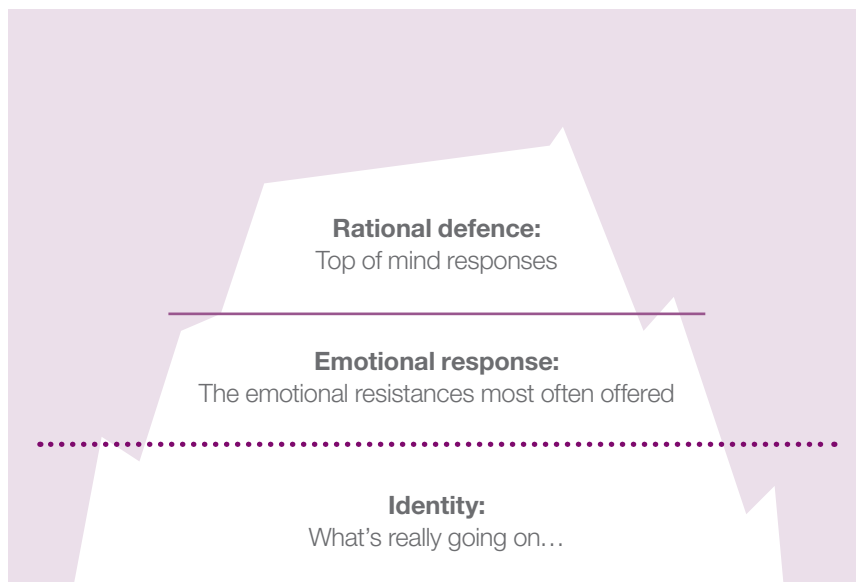 Rational defence:
Top of mind responses
Emotional response:
The emotional resistances most often offered
Identity:
What’s really going on…